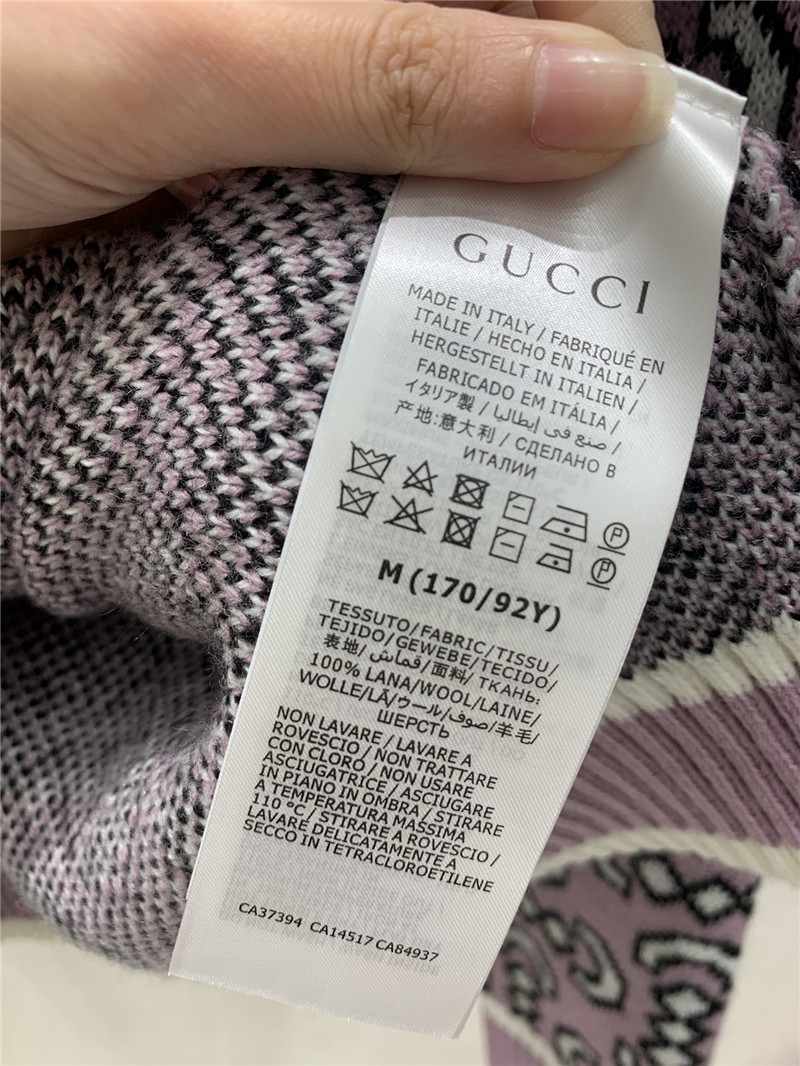 GUCCI
MADE IN ITALY / FABRIQUÉ EN
ITALIE / HECHO EN ITALIA /
HERGESTELLT IN ITALIEN /
FABRICADO EM ITÁLIA /
イタリア製 / صنع في إيطاليا /
产地:意大利 / СДЕЛАНО В
ИТАЛИИ
P
P
M (170/92Y)
TESSUTO/FABRIC/TISSU/
TEJIDO/GEWEBE/TECIDO/
表地/قماش/面料/ ТКАНЬ:
100% LANA/WOOL/LAINE/
WOLLE/LÃ/ウール/صوف/羊毛/
ШЕРСТЬ
NON LAVARE / LAVARE A
ROVESCIO / NON TRATTARE
CON CLORO / NON USARE
ASCIUGATRICE / ASCIUGARE
IN PIANO IN OMBRA / STIRARE
A TEMPERATURA MASSIMA
110 °C / STIRARE A ROVESCIO /
LAVARE DELICATAMENTE A
SECCO IN TETRACLOROETILENE
CA37394 CA14517 CA84937